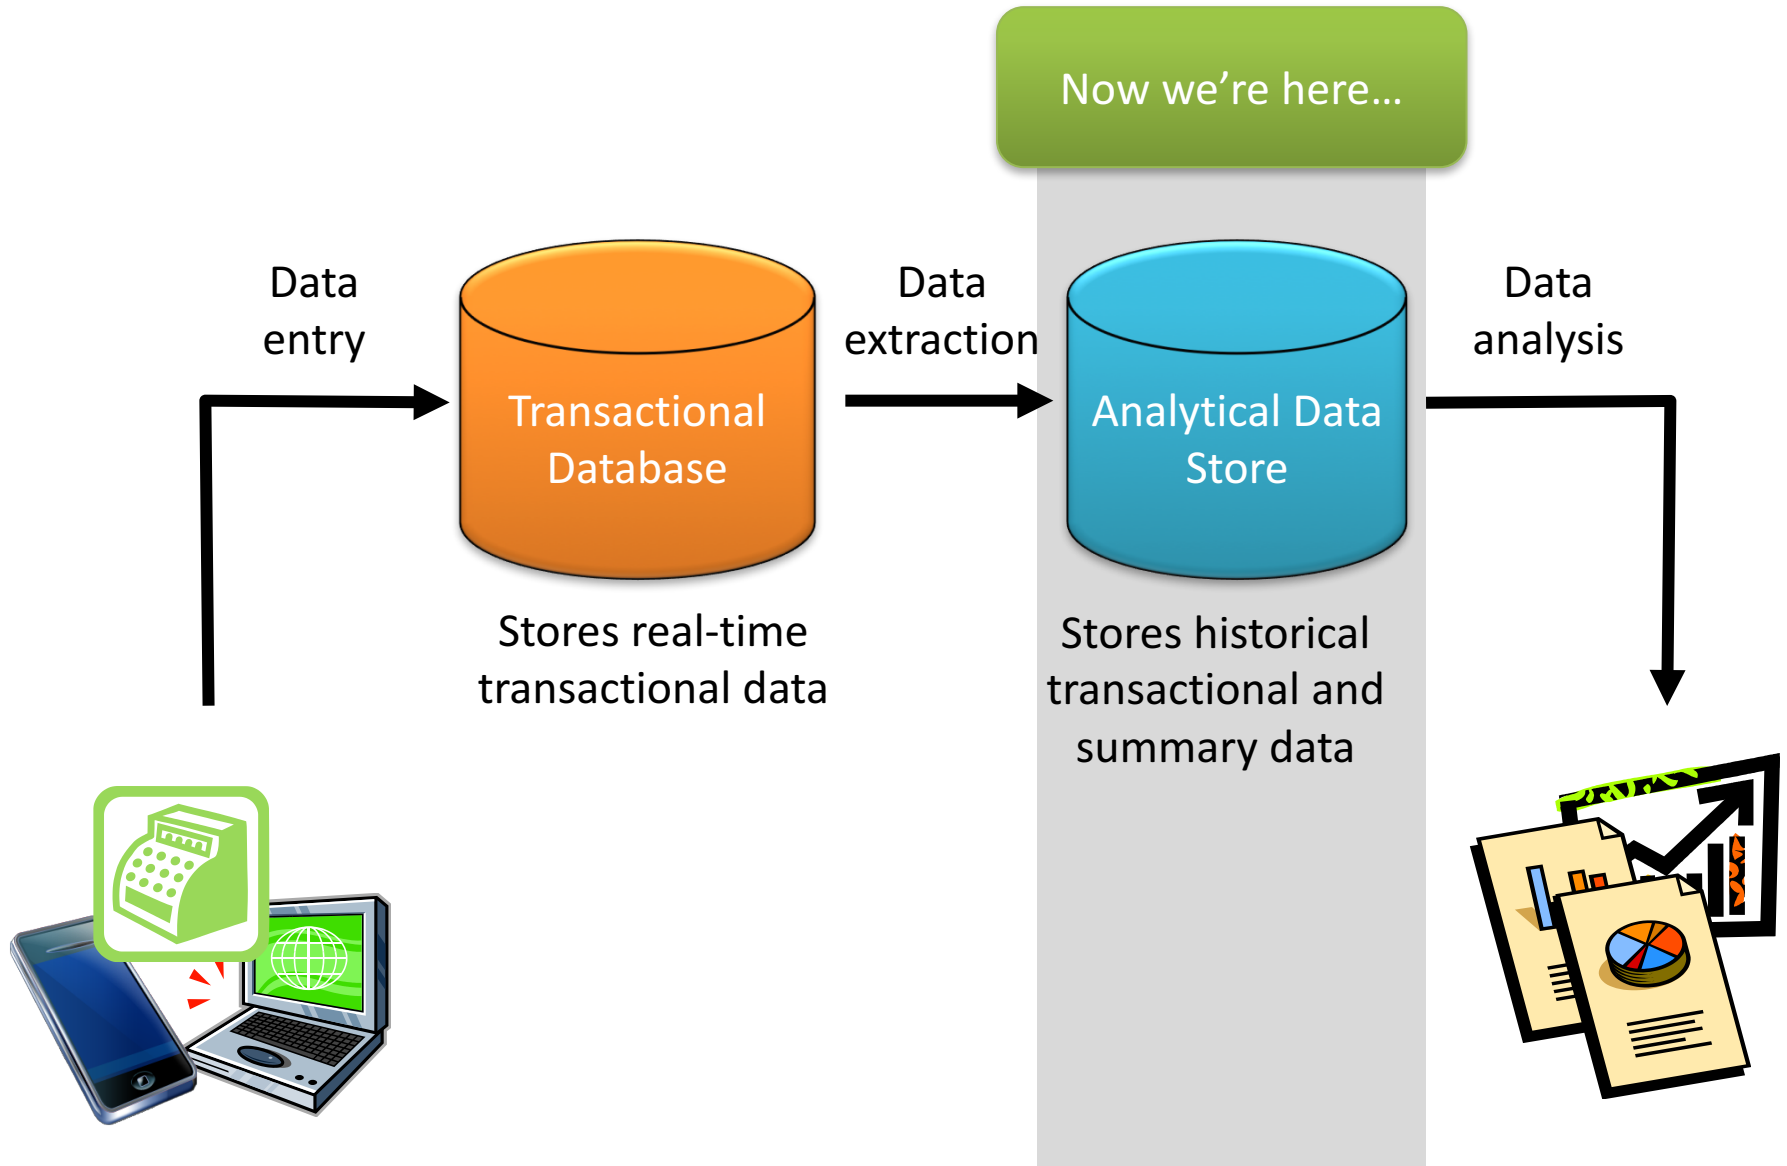 Now we’re here…
Data
entry
Transactional
Database
Stores real-time
transactional data
Data
extraction
Analytical Data
Store
Stores historical
transactional and
summary data
Data
analysis